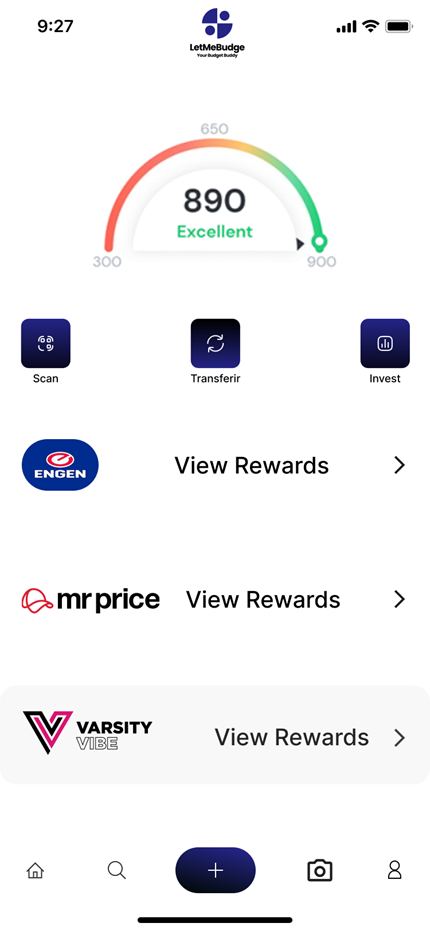 9:27
LetMeBudge
Your Budget Buddy
650
890
Excellent
300
900
Scan
Transferir
Invest
ENGEN
View Rewards
mr price
View Rewards
VARSITY
VIBE
View Rewards